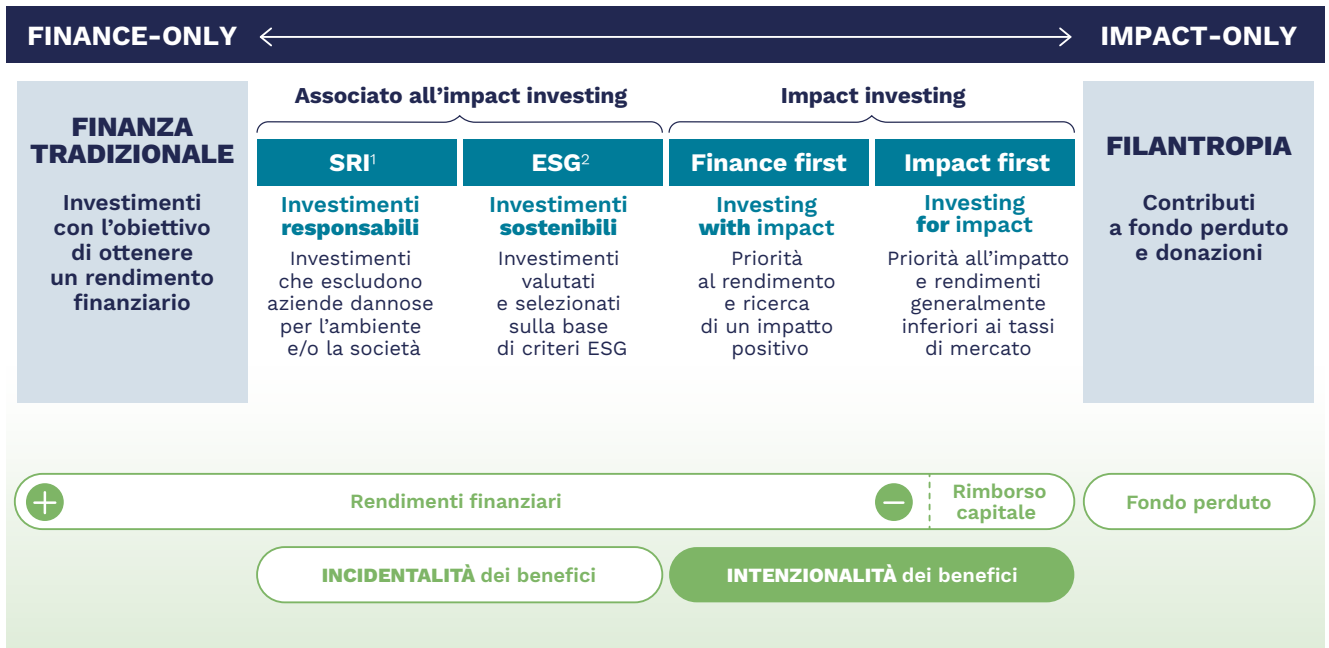 FINANCE-ONLY
IMPACT-ONLY
FINANZA
TRADIZIONALE
Investimenti
con l'obiettivo
di ottenere
un rendimento
finanziario
Associato all'impact investing
SRI¹
Investimenti
responsabili
Investimenti
che escludono
aziende dannose
per l'ambiente
e/o la società
ESG²
Investimenti
sostenibili
Investimenti
valutati
e selezionati
sulla base
di criteri ESG
Impact investing
Finance first
Investing
with impact
Priorità
al rendimento
e ricerca
di un impatto
positivo
Impact first
Investing
for impact
Priorità all'impatto
e rendimenti
generalmente
inferiori ai tassi
di mercato
FILANTROPIA
Contributi
a fondo perduto
e donazioni
+
Rendimenti finanziari
−
Rimborso
capitale
Fondo perduto
INCIDENTALITÀ dei benefici
INTENZIONALITÀ dei benefici